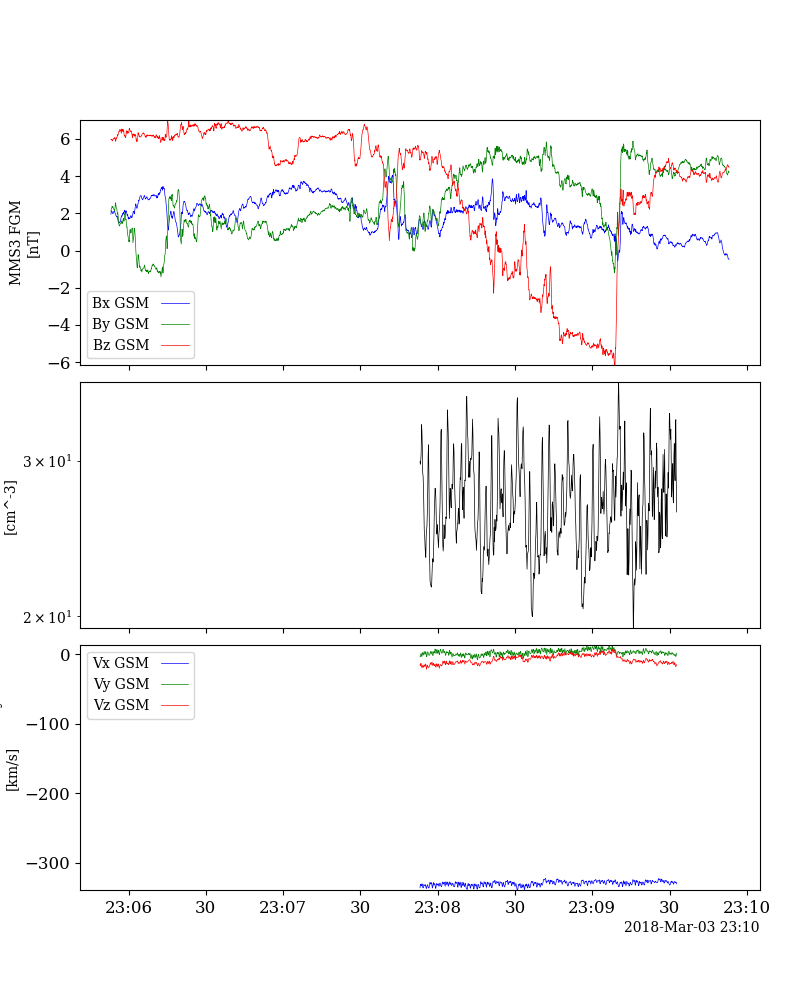 6
4
2
0
−2
−4
−6
MMS3 FGM
[nT]
Bx GSM
By GSM
Bz GSM
3 × 10¹
2 × 10¹
[cm^-3]
0
−100
−200
−300
[km/s]
Vx GSM
Vy GSM
Vz GSM
23:06 30 23:07 30 23:08 30 23:09 30 23:10
2018-Mar-03 23:10